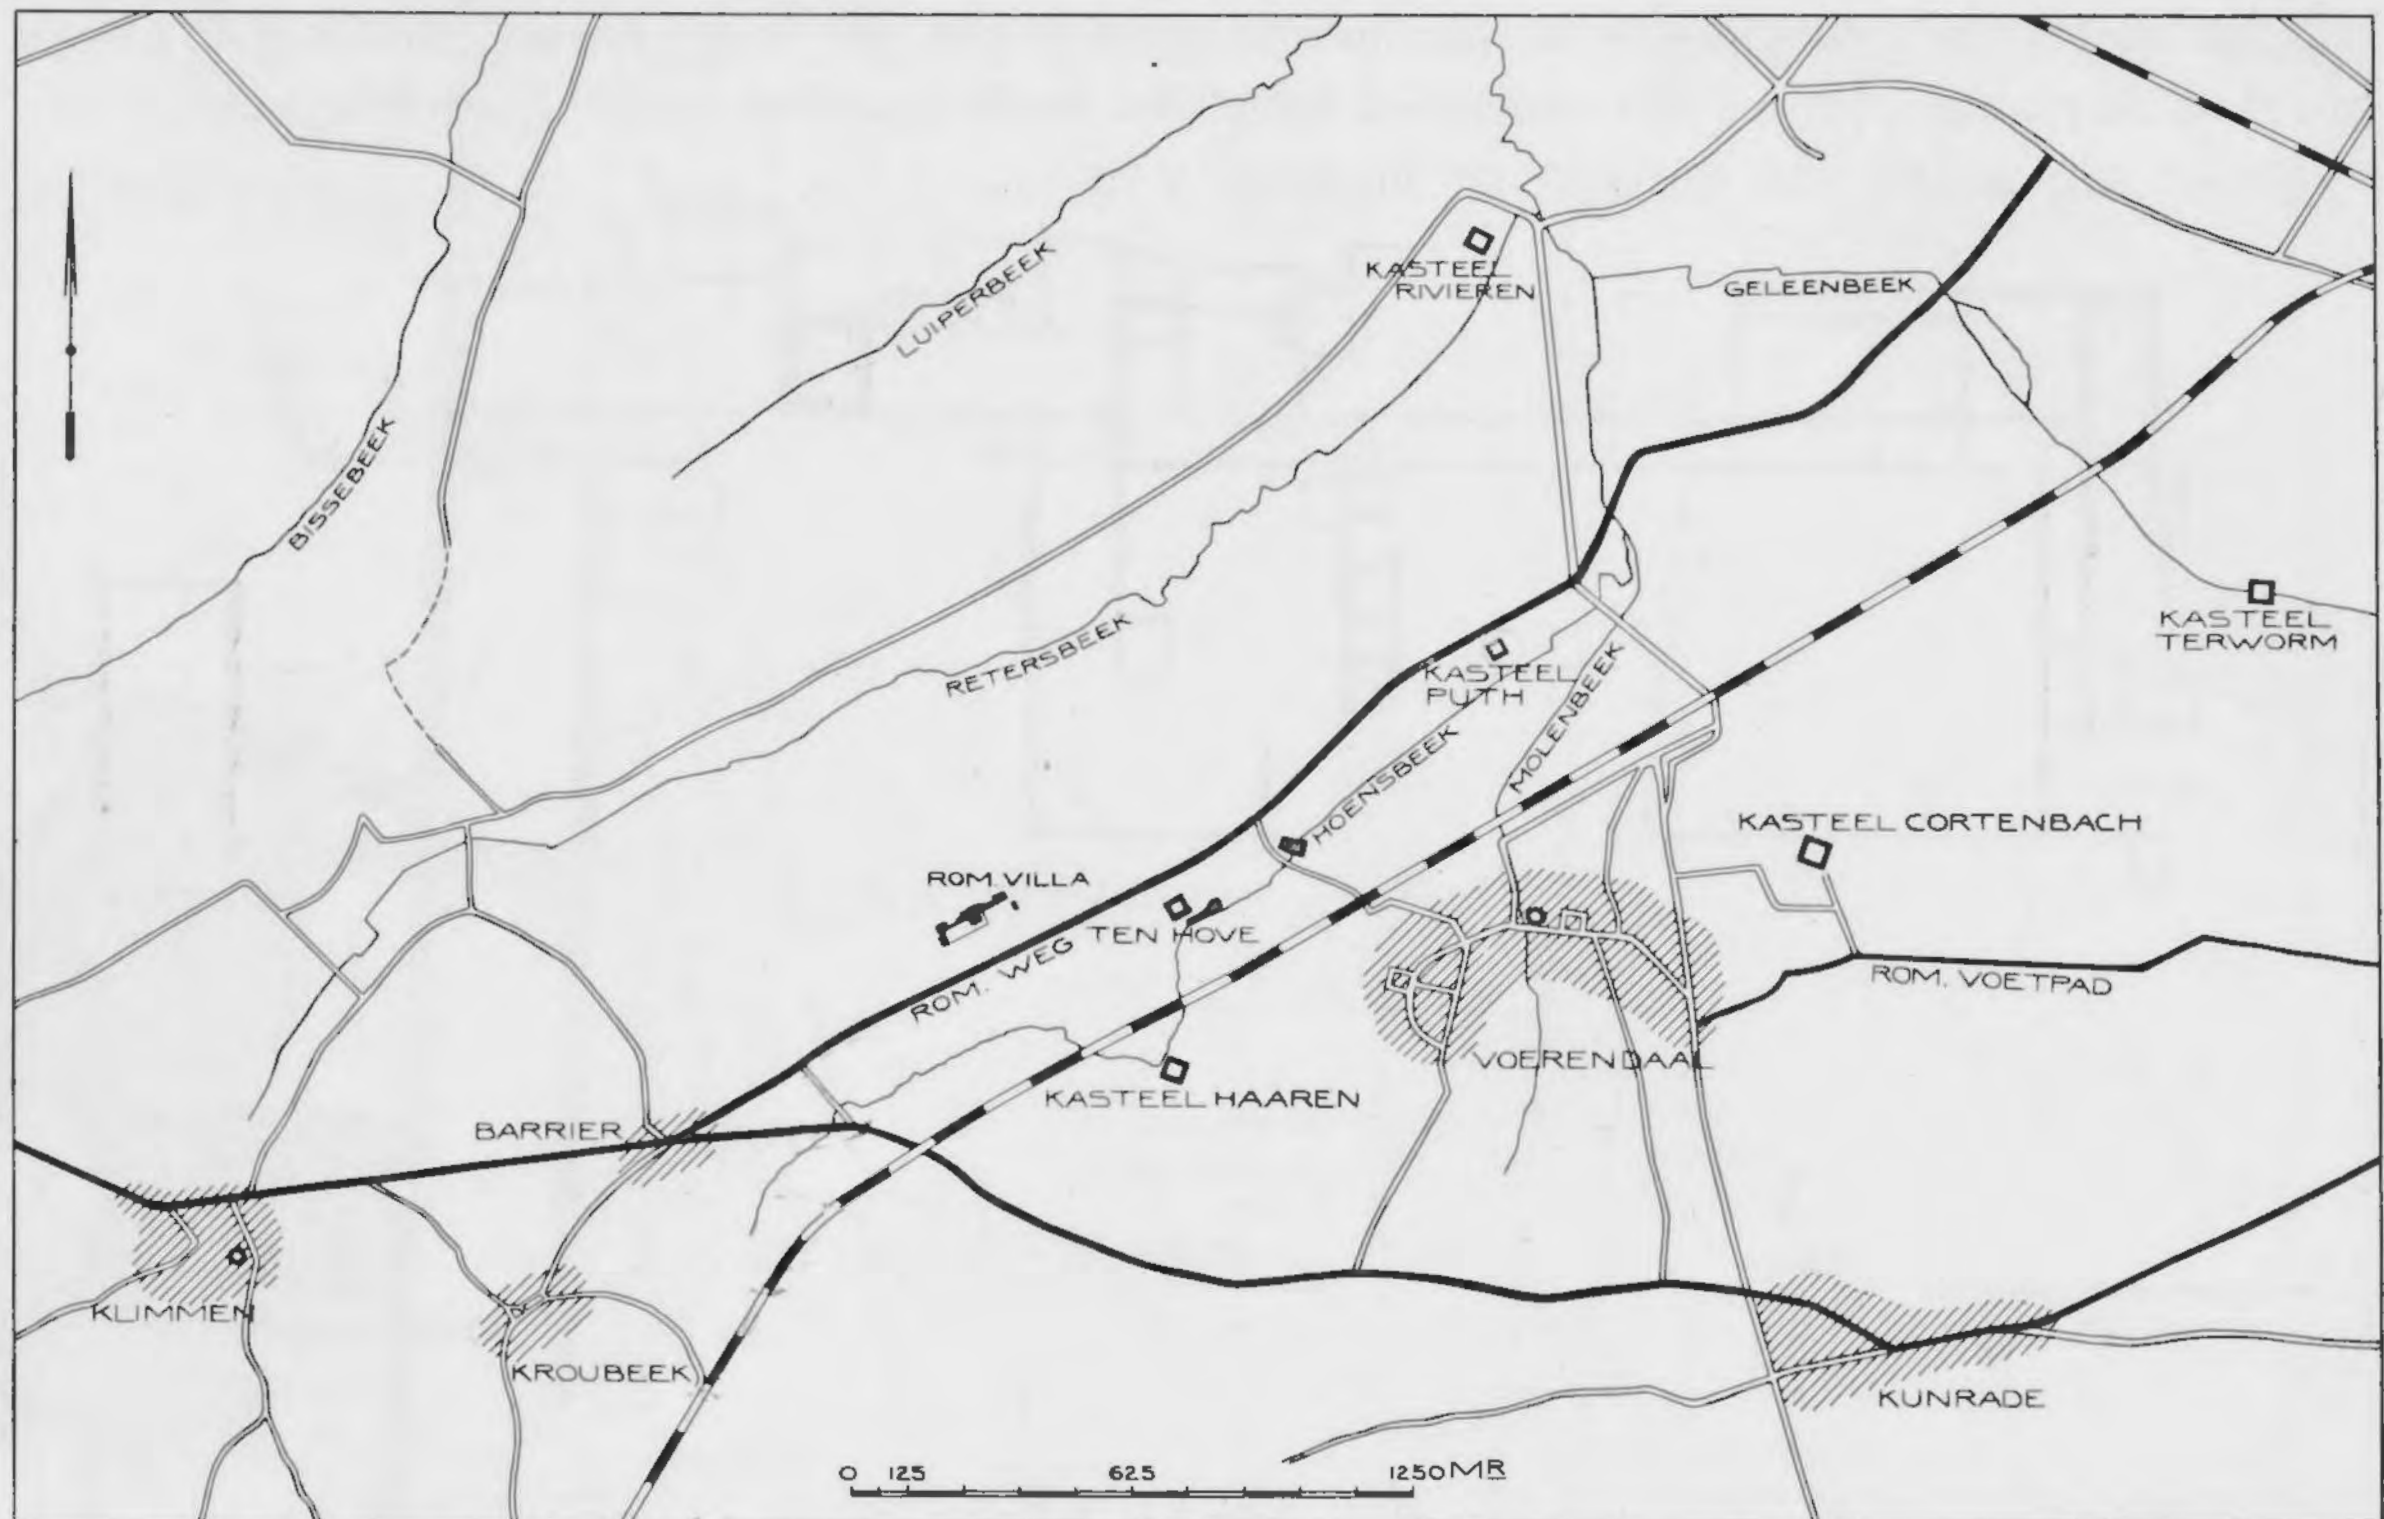 KASTEEL
RIVIEREN
GELEENBEEK
LUIPERBEEK
BISSEBEEK
KASTEEL
TERWORM
RETERSBEEK
KASTEEL
PUTH
MOLENBEEK
HOENSBEEK
KASTEEL CORTENBACH
ROM. VILLA
TEN HOVE
ROM. WEG
ROM. VOETPAD
VOERENDAAL
KASTEEL HAAREN
BARRIER
KLIMMEN
KROUBEEK
KUNRADE
0 125 625 1250 MR